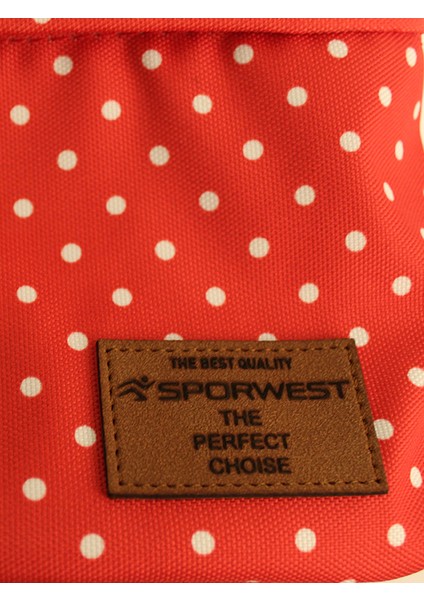 THE BEST QUALITY
SPORWEST
THE
PERFECT
CHOISE